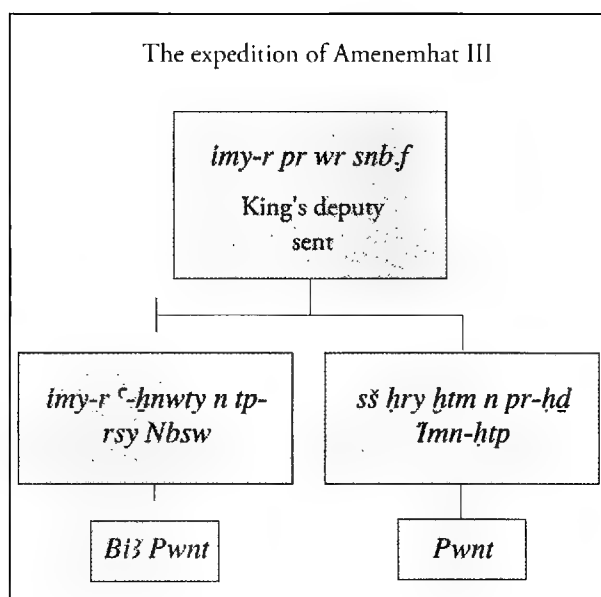 The expedition of Amenemhat III
imy-r pr wr snb.f
King's deputy
sent
imy-r ꜥ-ẖnwty n tp-
rsy Nbsw
sš ḥry ḫtm n pr-ḥḏ
Imn-ḥtp
Biꜣ Pwnt
Pwnt